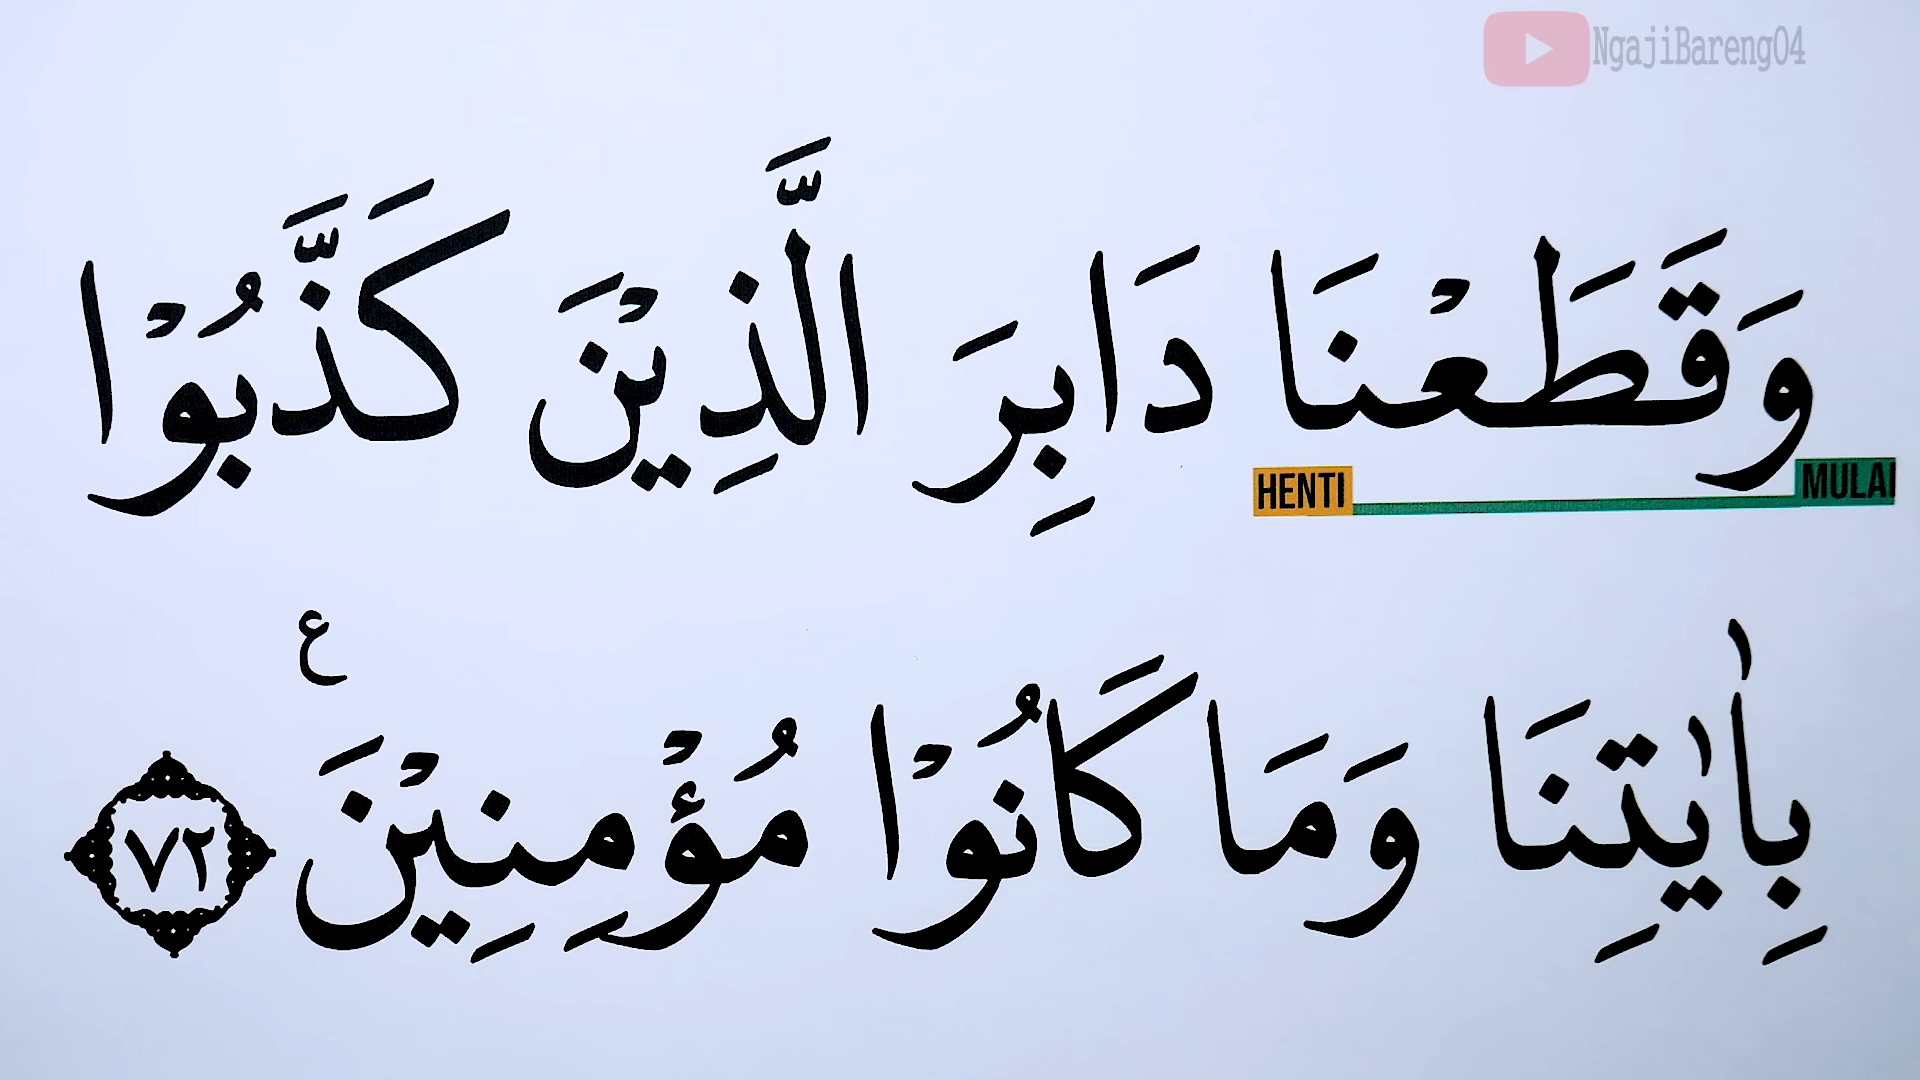 NgajiBareng04
وَقَطَعْنَا دَابِرَ الَّذِيْنَ كَذَّبُوْا
HENTI MULAI
بِاٰيٰتِنَا وَمَا كَانُوْا مُؤْمِنِيْنَ ࣖ ٧٢